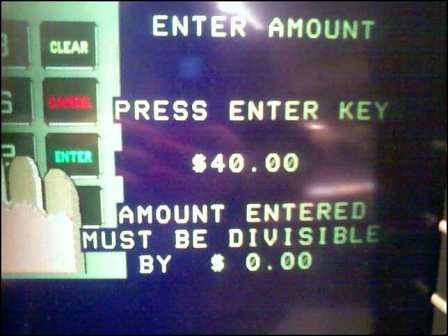 ENTER AMOUNT
CLEAR
CANCEL
PRESS ENTER KEY
ENTER
$40.00
AMOUNT ENTERED
MUST BE DIVISIBLE
BY $ 0.00